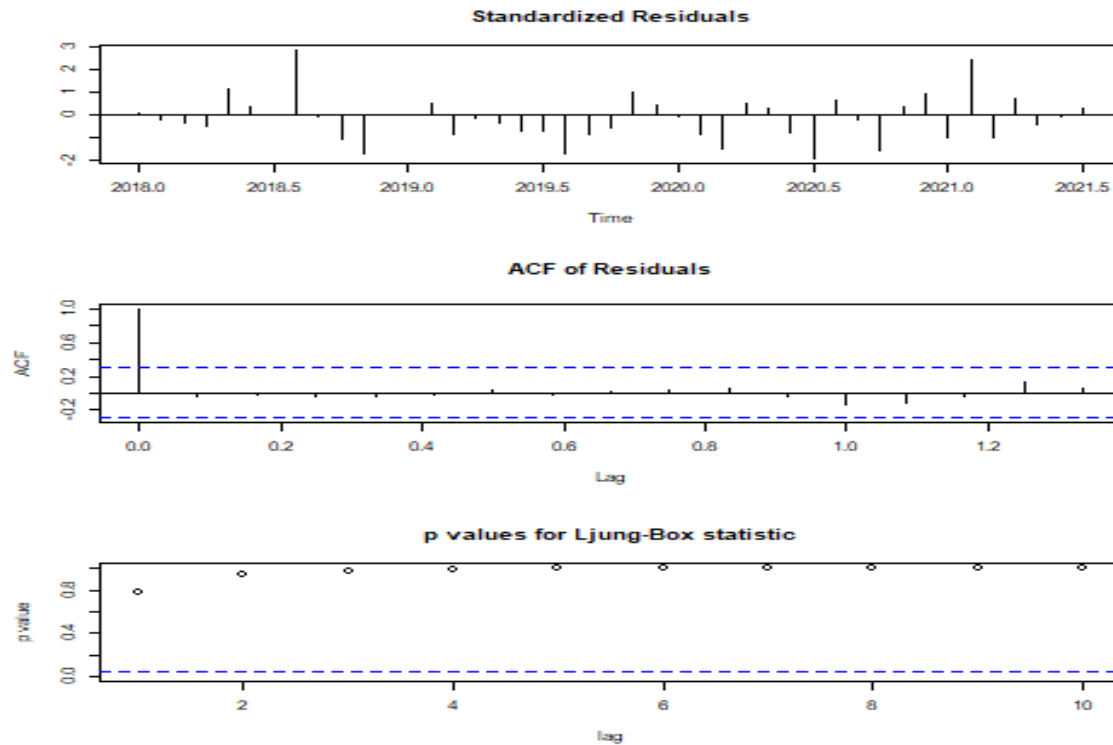 Standardized Residuals
3
2
1
0
-2
2018.0 2018.5 2019.0 2019.5 2020.0 2020.5 2021.0 2021.5
Time
ACF of Residuals
ACF
1.0
0.6
0.2
-0.2
0.0 0.2 0.4 0.6 0.8 1.0 1.2
Lag
p values for Ljung-Box statistic
p value
0.8
0.4
0.0
2 4 6 8 10
lag